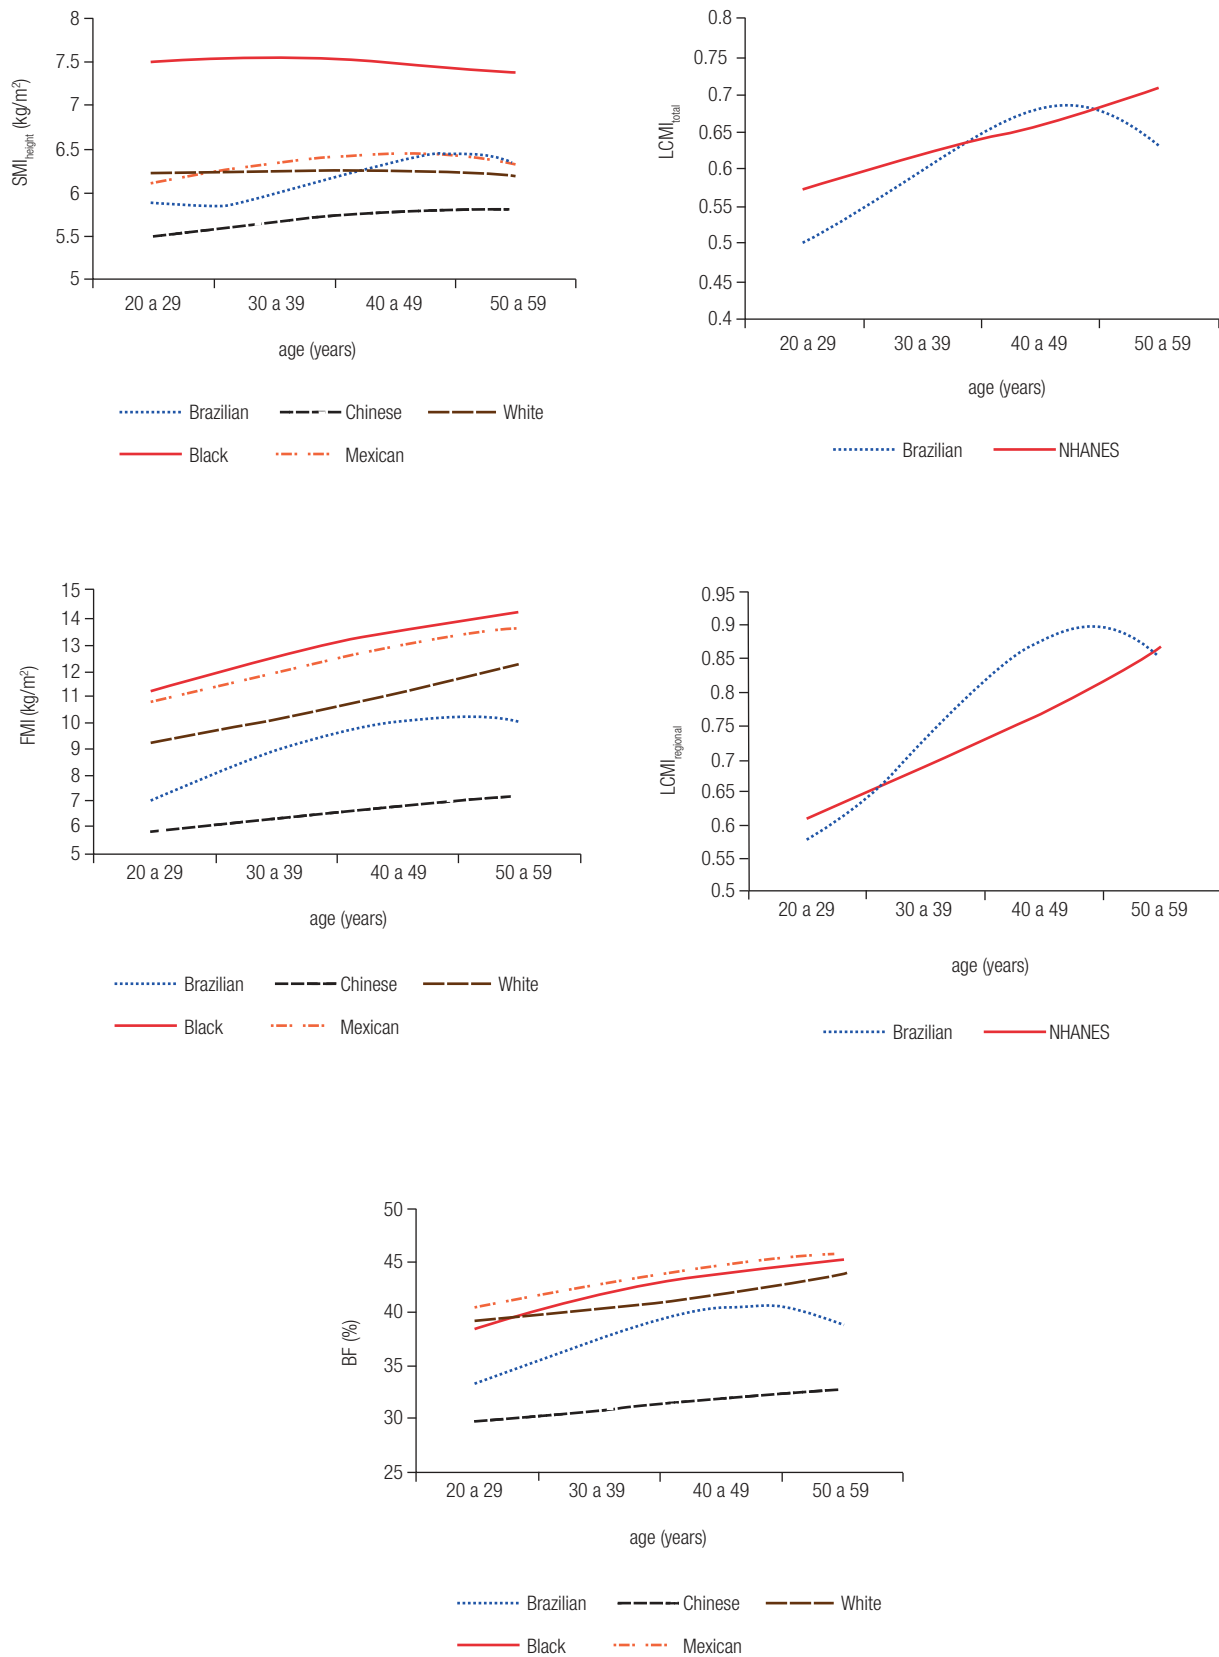 8
7.5
7
6.5
6
5.5
5
SMIheight (kg/m²)
20 a 29 30 a 39 40 a 49 50 a 59
age (years)
Brazilian Chinese White
Black Mexican
0.8
0.75
0.7
0.65
0.6
0.55
0.5
0.45
0.4
LCMItotal
20 a 29 30 a 39 40 a 49 50 a 59
age (years)
Brazilian NHANES
15
14
13
12
11
10
9
8
7
6
5
FMI (kg/m²)
20 a 29 30 a 39 40 a 49 50 a 59
age (years)
Brazilian Chinese White
Black Mexican
0.95
0.9
0.85
0.8
0.75
0.7
0.65
0.6
0.55
0.5
LCMIregional
20 a 29 30 a 39 40 a 49 50 a 59
age (years)
Brazilian NHANES
50
45
40
35
30
25
BF (%)
20 a 29 30 a 39 40 a 49 50 a 59
age (years)
Brazilian Chinese White
Black Mexican